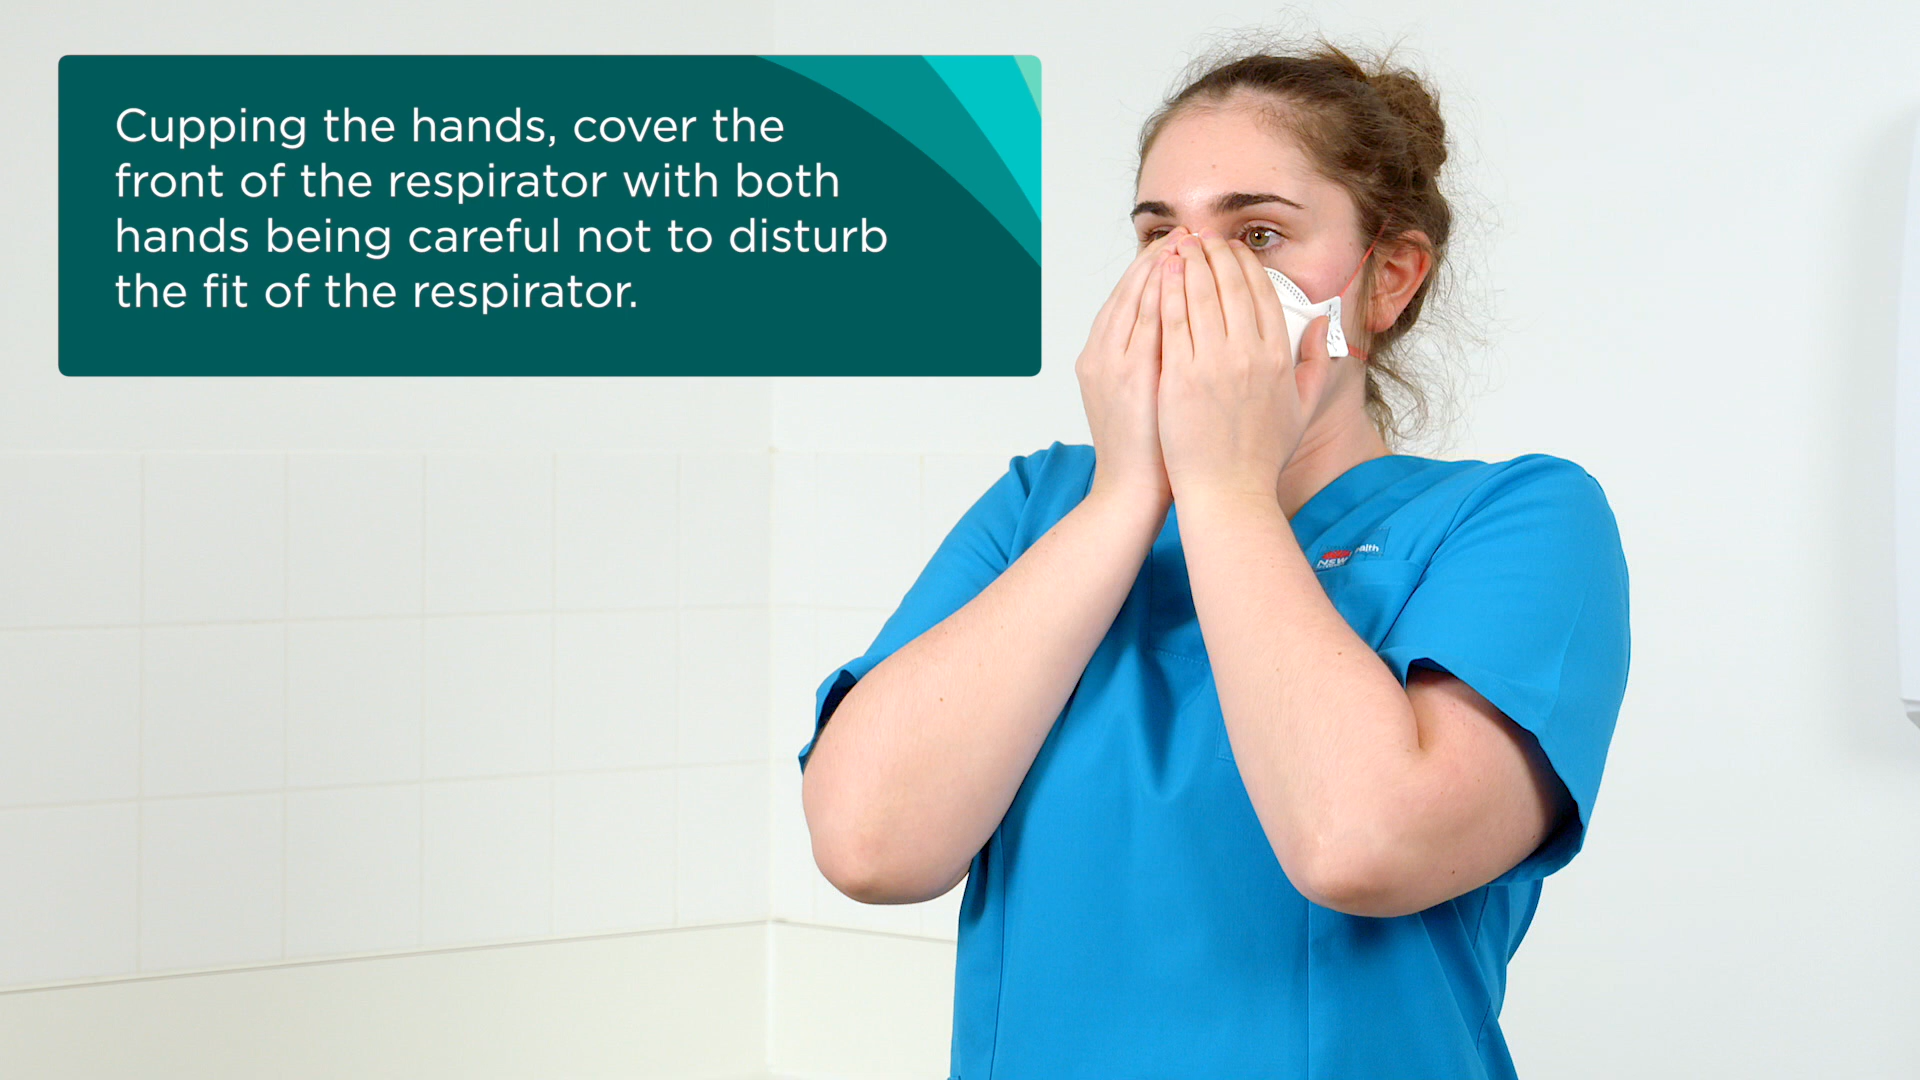 Cupping the hands, cover the
front of the respirator with both
hands being careful not to disturb
the fit of the respirator.
NSW